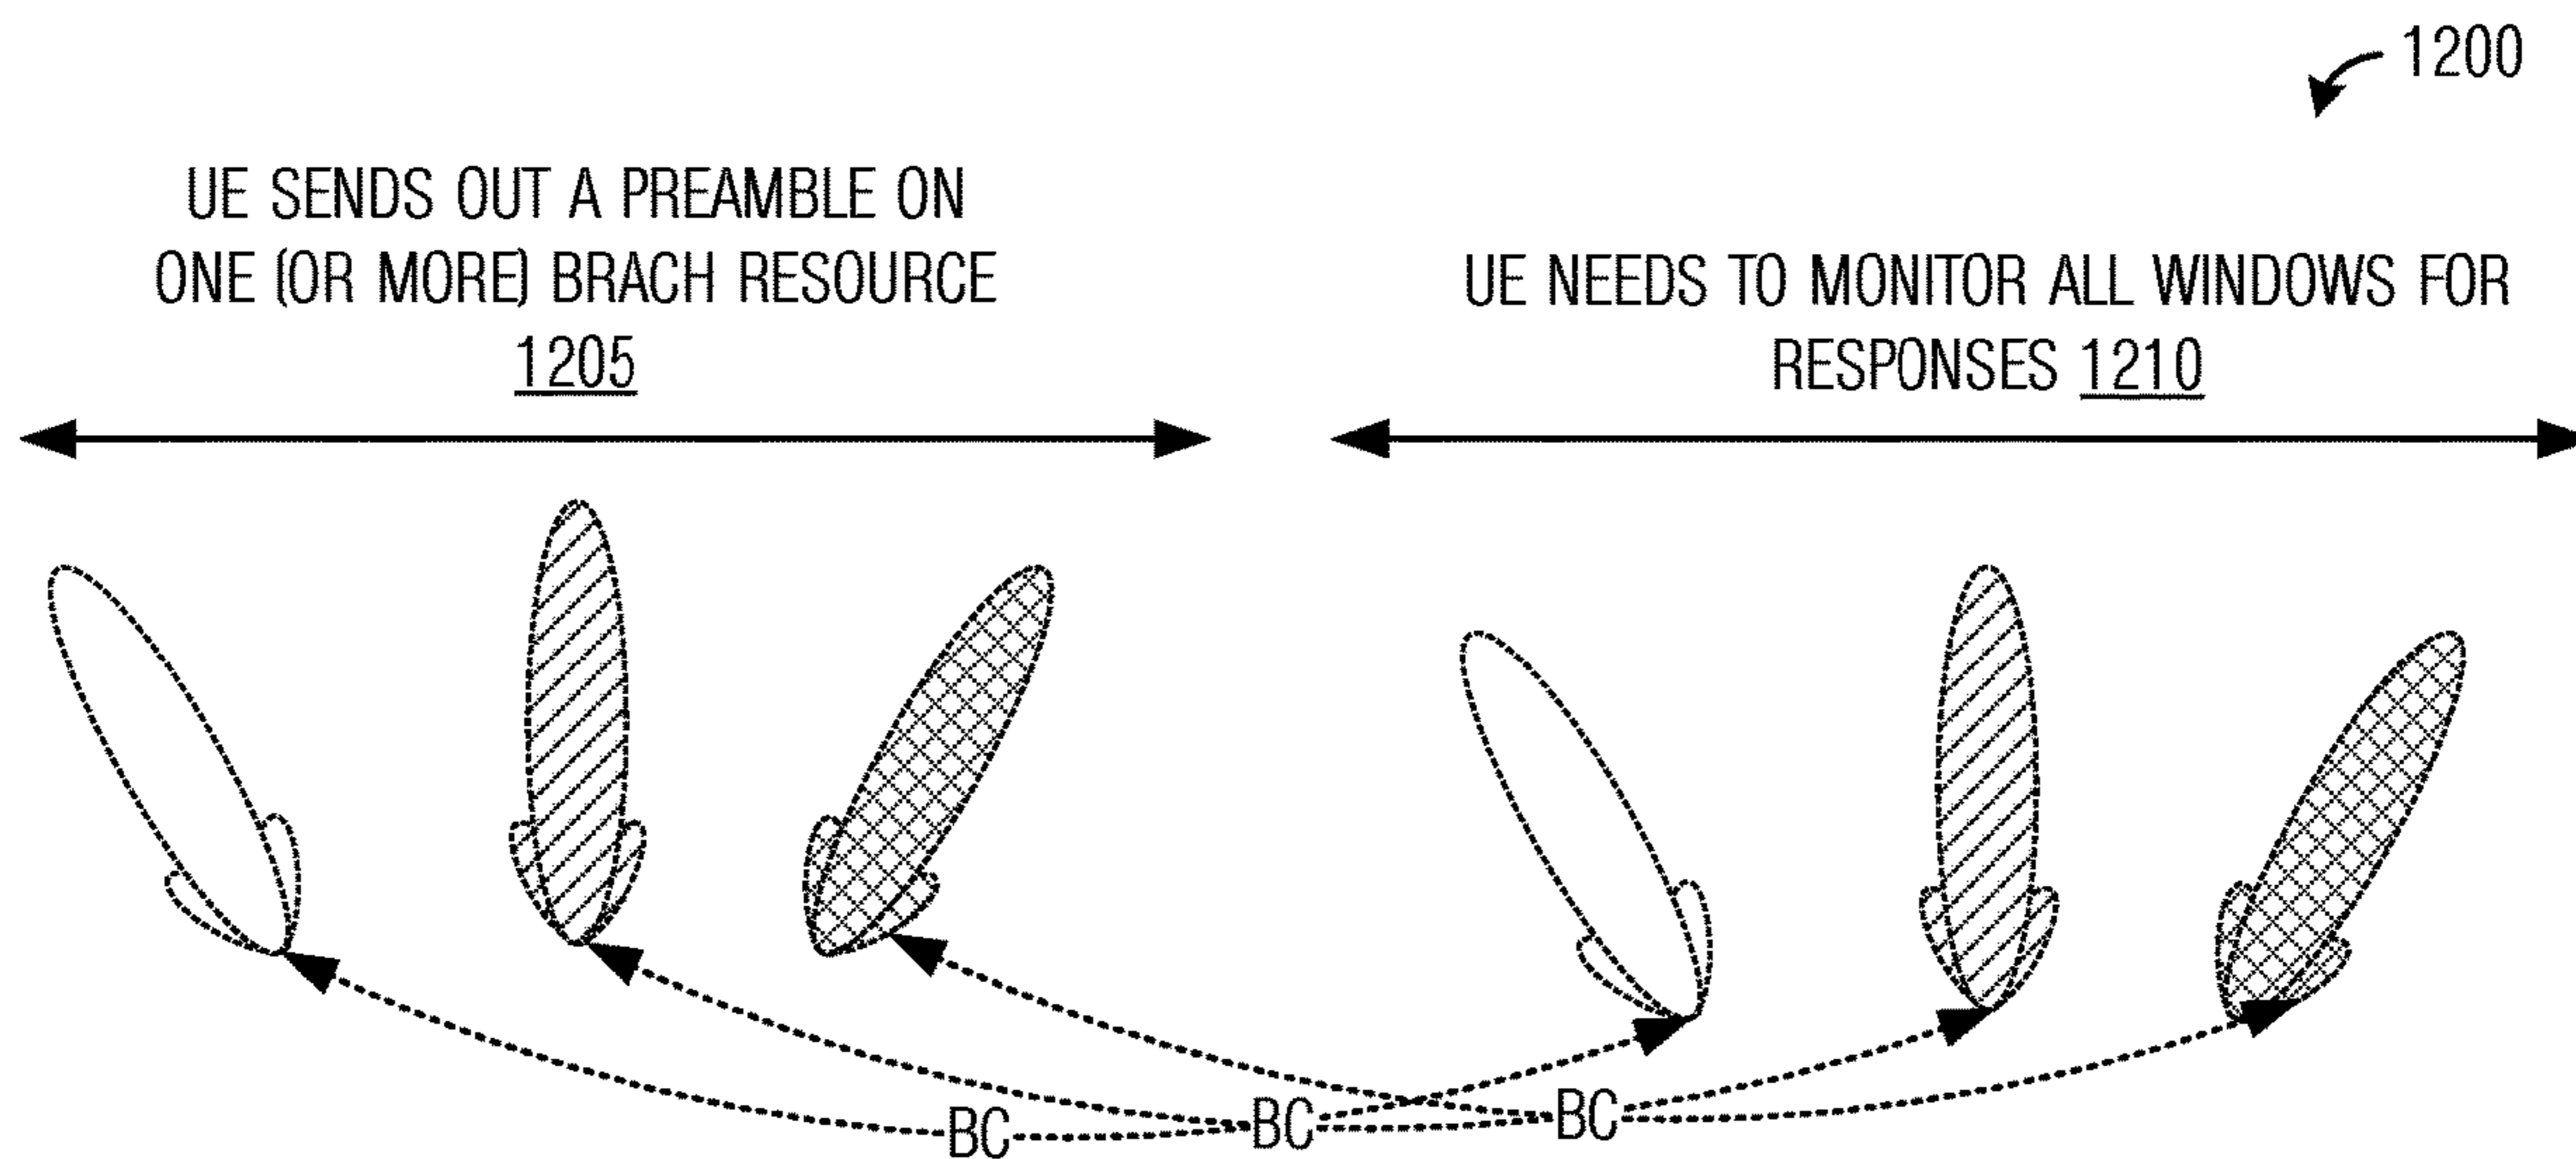 1200
UE SENDS OUT A PREAMBLE ON
ONE (OR MORE) BRACH RESOURCE
1205
UE NEEDS TO MONITOR ALL WINDOWS FOR
RESPONSES 1210
BC
BC
BC